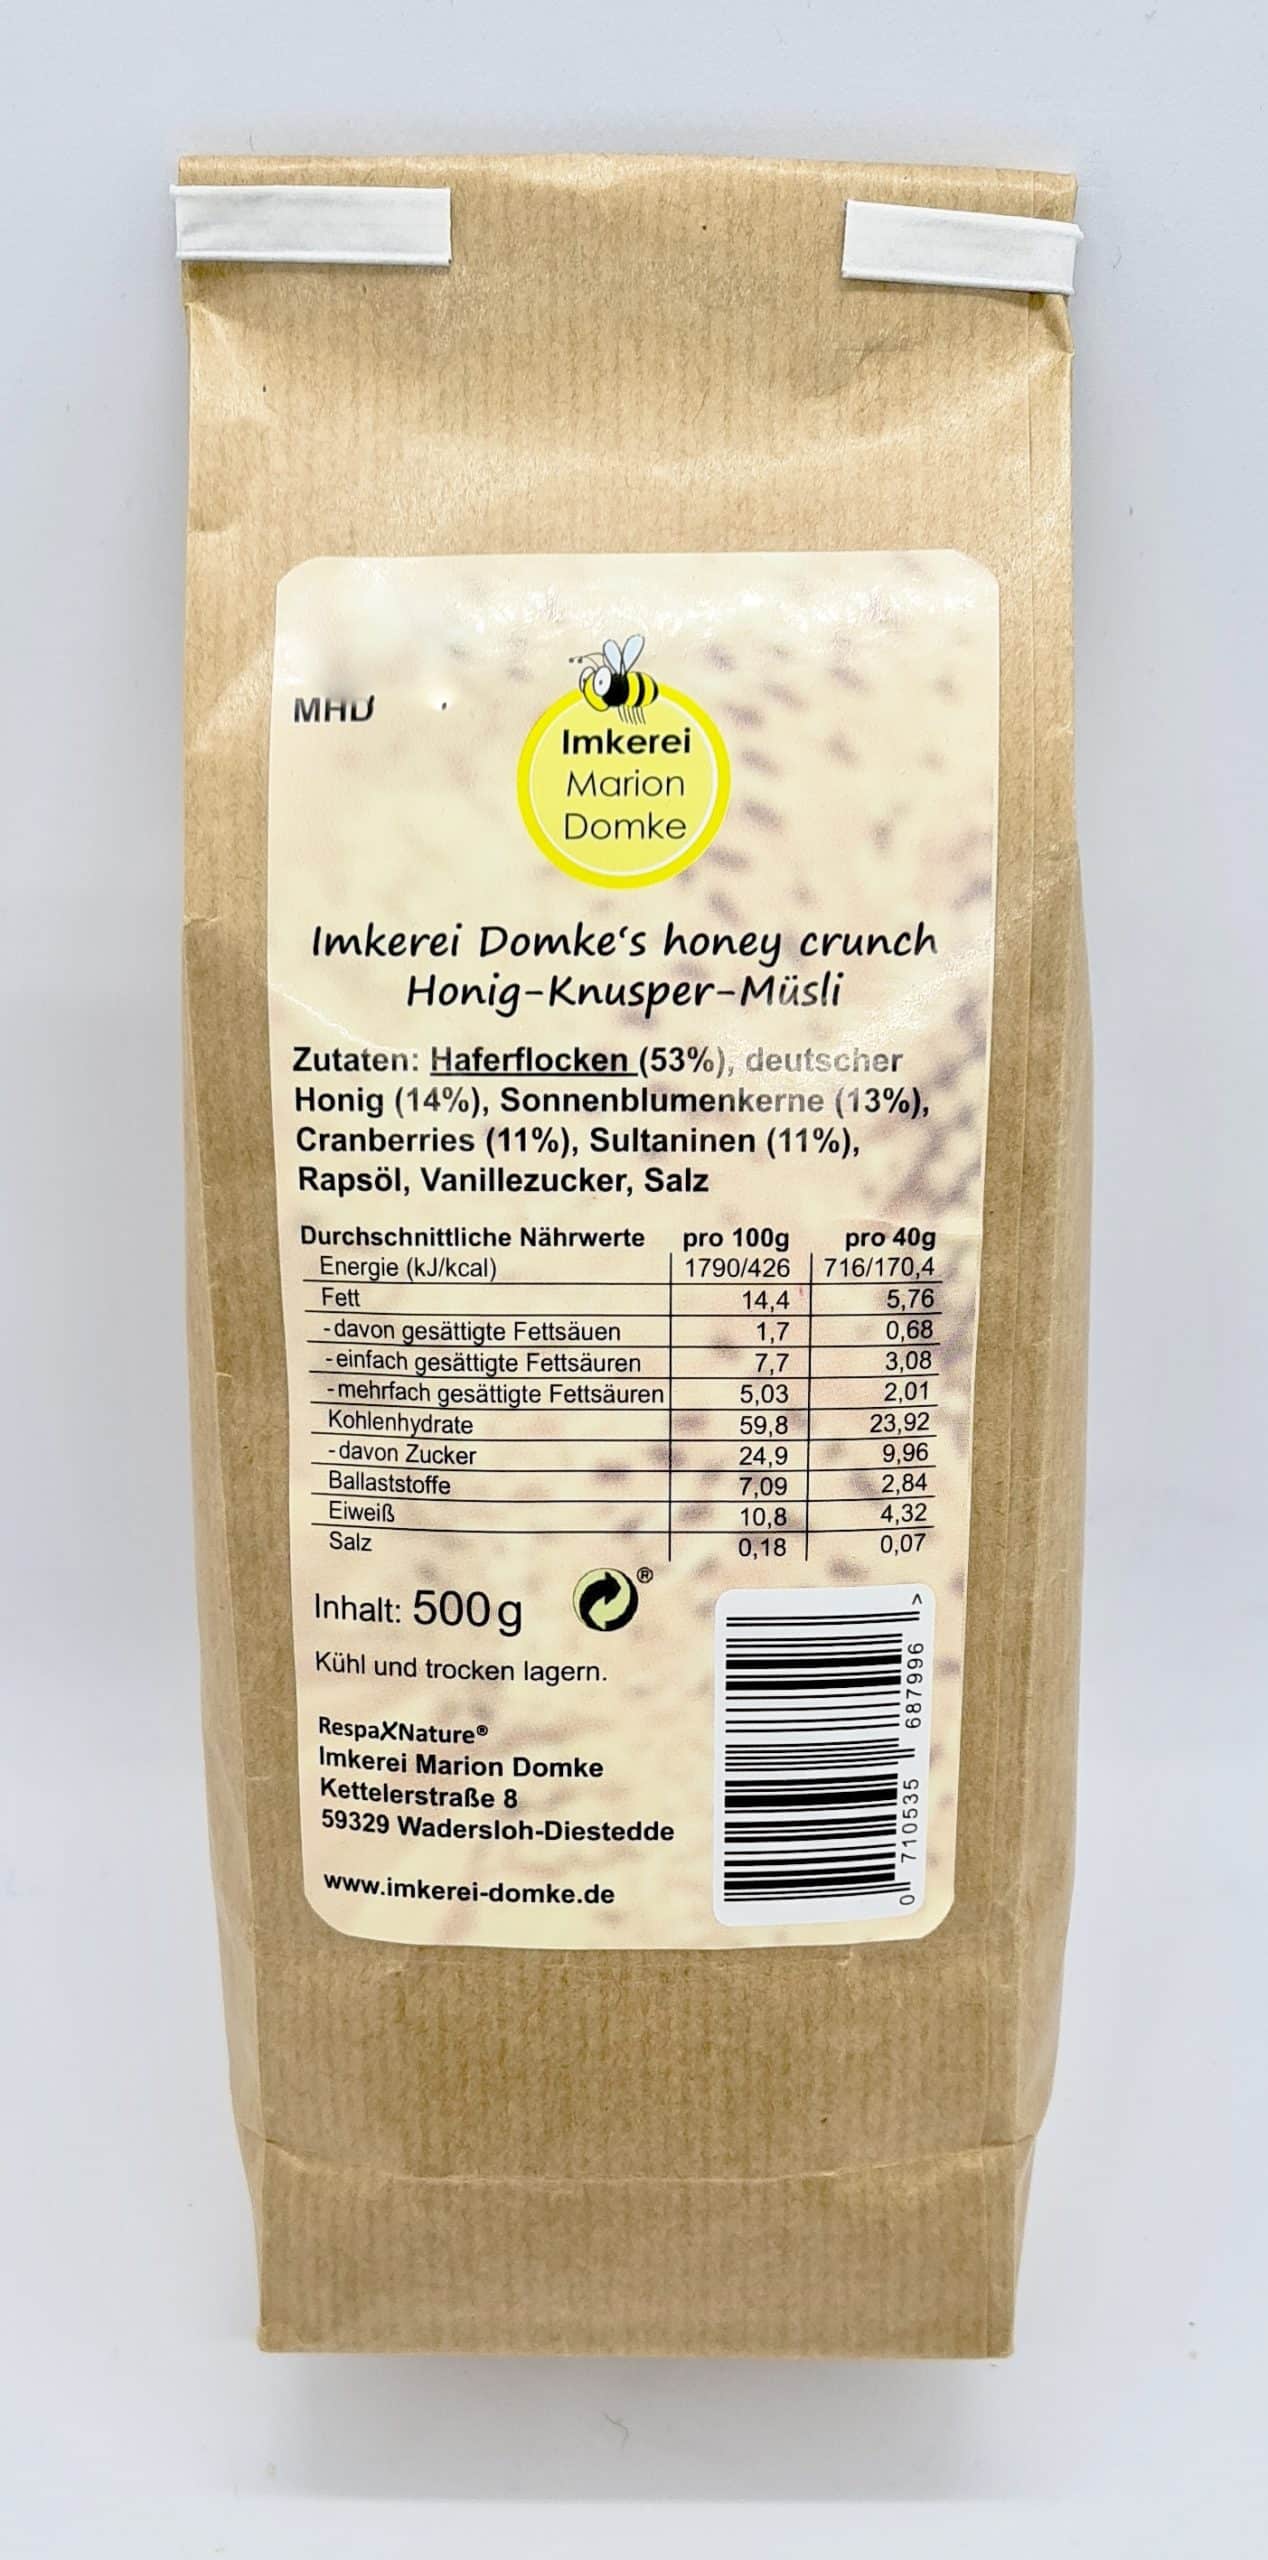 MHD
Imkerei
Marion
Domke
Imkerei Domke‘s honey crunch
Honig-Knusper-Müsli
Zutaten: Haferflocken (53%), deutscher
Honig (14%), Sonnenblumenkerne (13%),
Cranberries (11%), Sultaninen (11%),
Rapsöl, Vanillezucker, Salz
Durchschnittliche Nährwerte pro 100g pro 40g
Energie (kJ/kcal) 1790/426 716/170,4
Fett 14,4 5,76
-davon gesättigte Fettsäuen 1,7 0,68
-einfach gesättigte Fettsäuren 7,7 3,08
-mehrfach gesättigte Fettsäuren 5,03 2,01
Kohlenhydrate 59,8 23,92
-davon Zucker 24,9 9,96
Ballaststoffe 7,09 2,84
Eiweiß 10,8 4,32
Salz 0,18 0,07
Inhalt: 500g ®
Kühl und trocken lagern.
RespaXNature®
Imkerei Marion Domke
Kettelerstraße 8
59329 Wadersloh-Diestedde
www.imkerei-domke.de
0 710535 687996 >